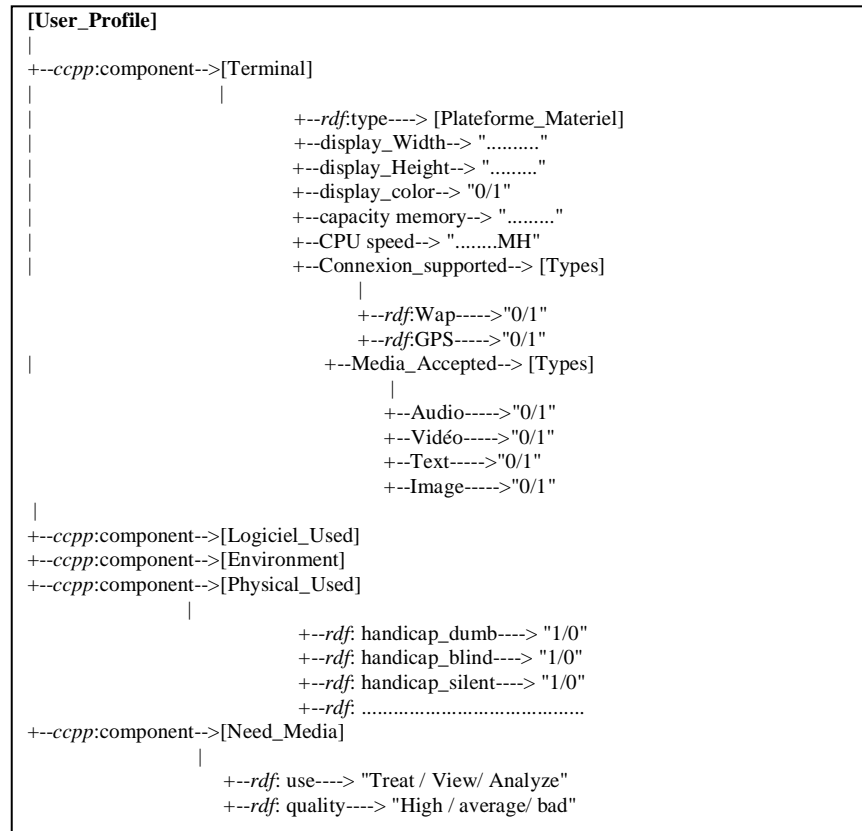 [User_Profile]
|
+--ccpp:component-->[Terminal]
| |
| +--rdf:type----> [Plateforme_Materiel]
| +--display_Width--> ".........."
| +--display_Height--> "........."
| +--display_color--> "0/1"
| +--capacity memory--> "........."
| +--CPU speed--> "........MH"
| +--Connexion_supported--> [Types]
|
+--rdf:Wap----->"0/1"
+--rdf:GPS----->"0/1"
| +--Media_Accepted--> [Types]
|
+--Audio----->"0/1"
+--Vidéo----->"0/1"
+--Text----->"0/1"
+--Image----->"0/1"
|
+--ccpp:component-->[Logiciel_Used]
+--ccpp:component-->[Environment]
+--ccpp:component-->[Physical_Used]
|
+--rdf: handicap_dumb----> "1/0"
+--rdf: handicap_blind----> "1/0"
+--rdf: handicap_silent----> "1/0"
+--rdf: ..........................................
+--ccpp:component-->[Need_Media]
|
+--rdf: use----> "Treat / View/ Analyze"
+--rdf: quality----> "High / average/ bad"